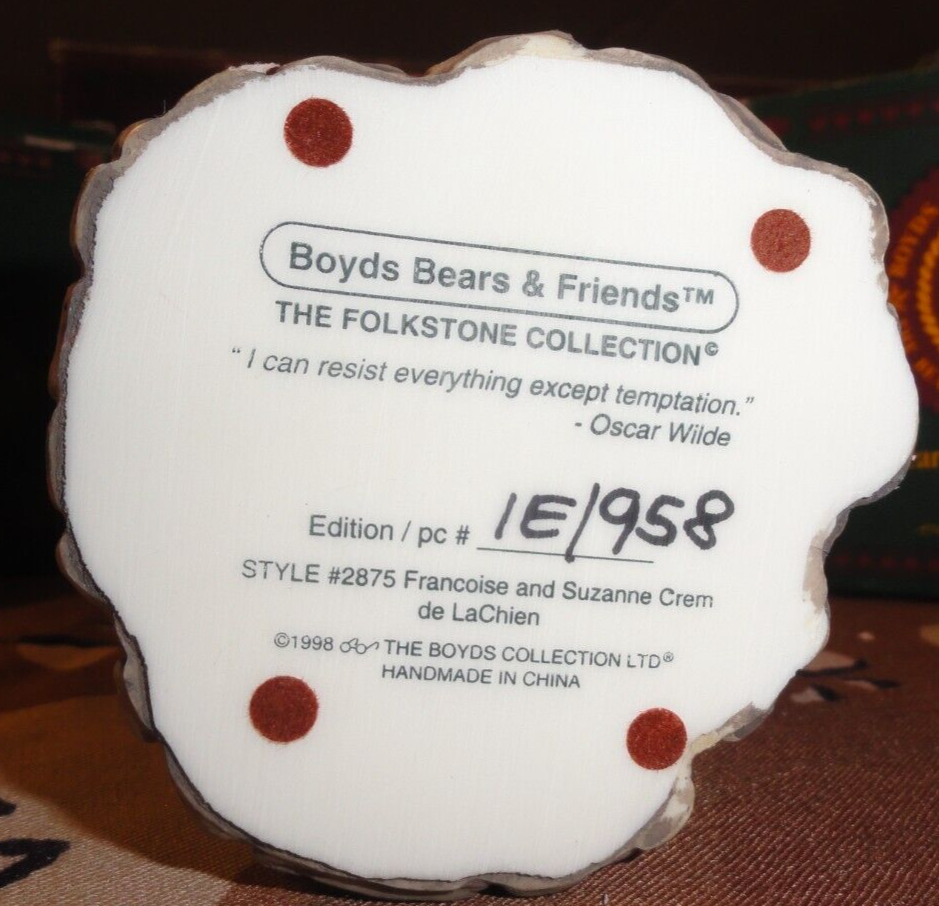 Boyds Bears & Friends™
THE FOLKSTONE COLLECTION©
“ I can resist everything except temptation.”
- Oscar Wilde
Edition / pc # 1E/958
STYLE #2875 Francoise and Suzanne Crem
de LaChien
©1998 THE BOYDS COLLECTION LTD®
HANDMADE IN CHINA
BOYDS